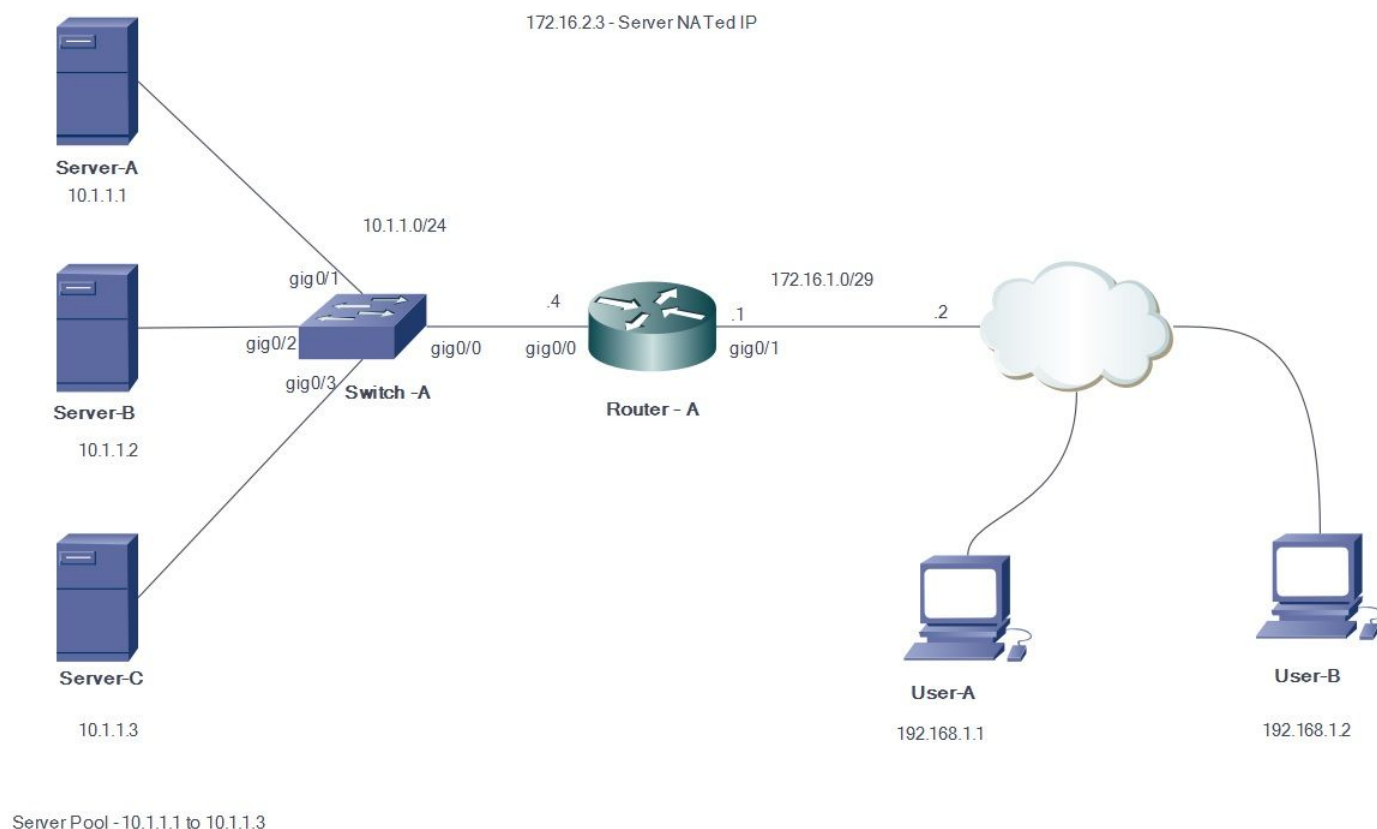 172.16.2.3 - Server NATed IP
Server-A
10.1.1.1
10.1.1.0/24
gig0/1
172.16.1.0/29
.4
.1
.2
gig0/2
gig0/0
gig0/0
gig0/1
gig0/3
Switch -A
Router - A
Server-B
10.1.1.2
Server-C
10.1.1.3
User-A
192.168.1.1
User-B
192.168.1.2
Server Pool - 10.1.1.1 to 10.1.1.3